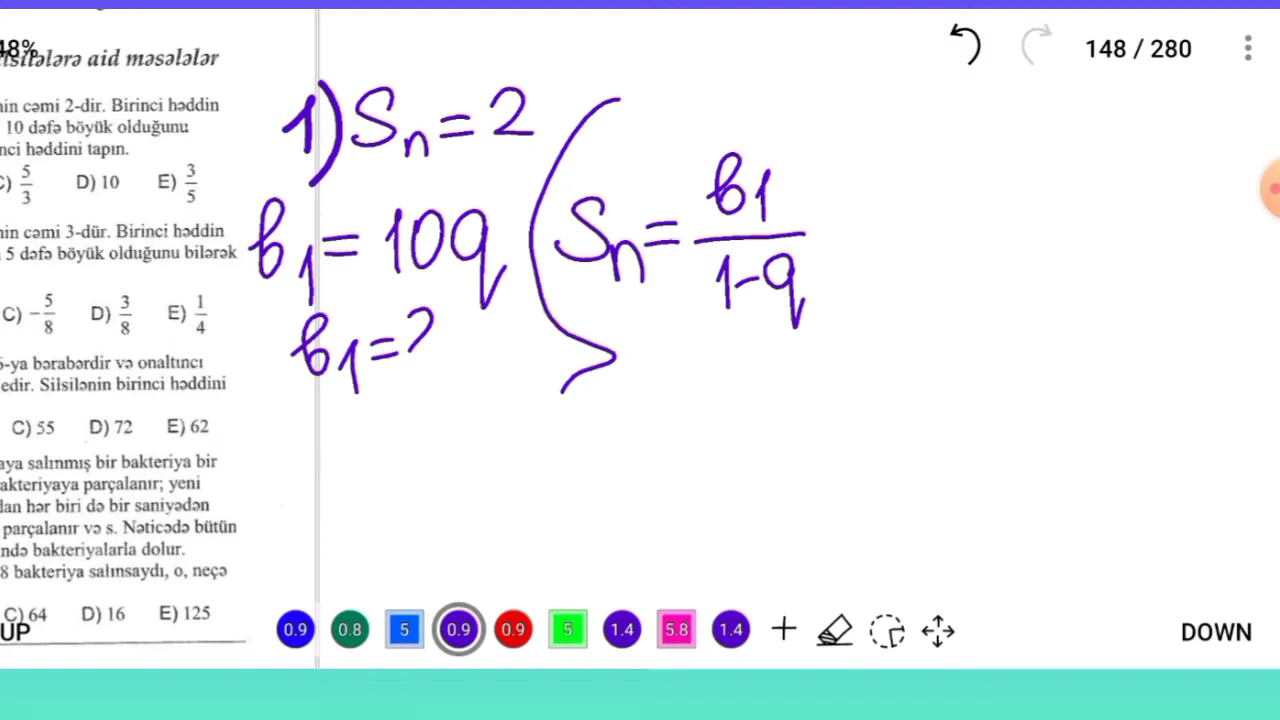 48%
silsilələrə aid məsələlər
nin cəmi 2-dir. Birinci həddin
10 dəfə böyük olduğunu
nci həddini tapın.
C) 5/3 D) 10 E) 3/5
nin cəmi 3-dür. Birinci həddin
5 dəfə böyük olduğunu bilərək
C) -5/8 D) 3/8 E) 1/4
6-ya bərabərdir və onaltıncı
edir. Silsilənin birinci həddini
C) 55 D) 72 E) 62
aya salınmış bir bakteriya bir
akteriyaya parçalanır; yeni
dan hər biri də bir saniyədən
parçalanır və s. Nəticədə bütün
ndə bakteriyalarla dolur.
8 bakteriya salınsaydı, o, neçə
C) 64 D) 16 E) 125
UP
1) Sn = 2
b1 = 10q
b1 = ?
Sn = b1/1-q
148 / 280
0.9 0.8 5 0.9 0.9 5 1.4 5.8 1.4
DOWN